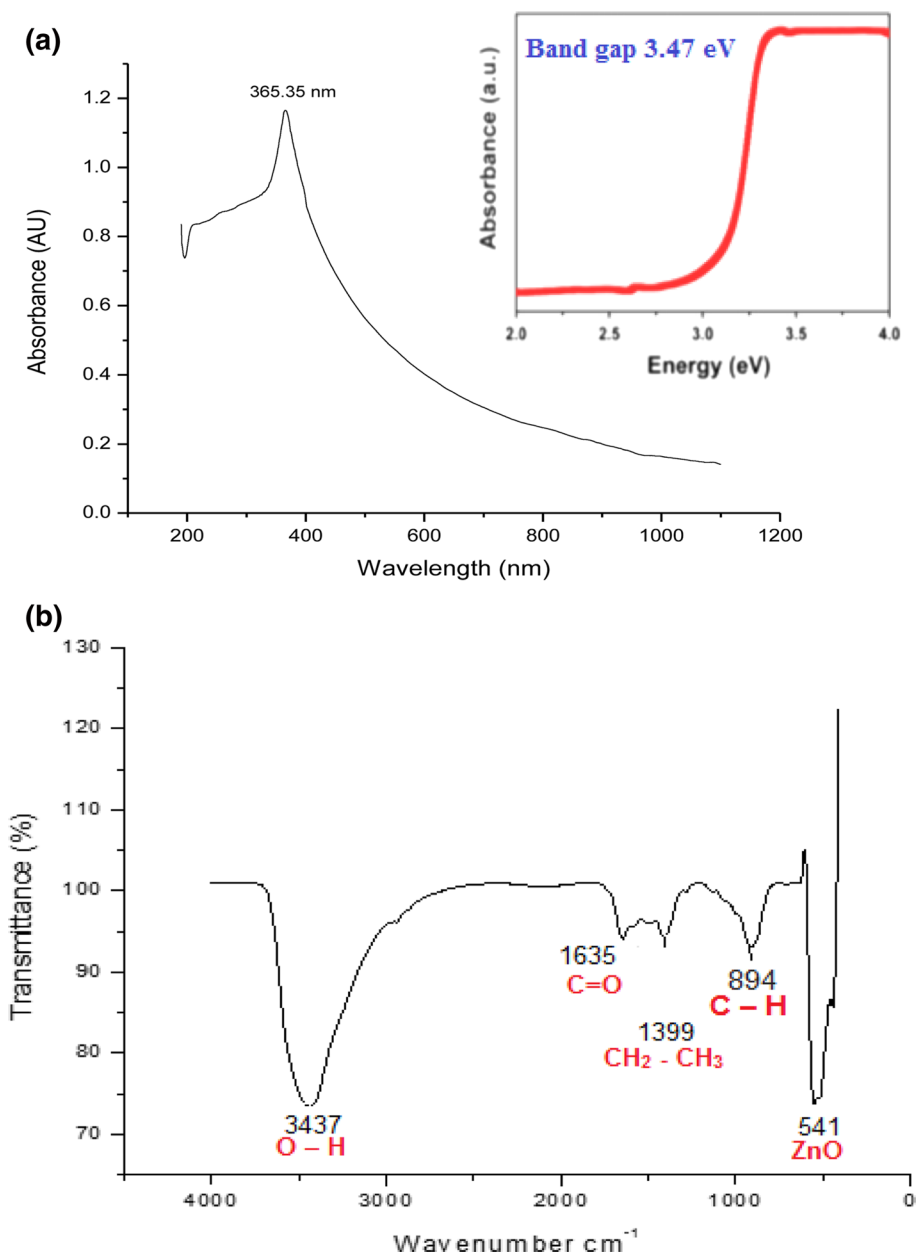 (a)
365.35 nm
1.2
1.0
0.8
0.6
0.4
0.2
0.0
Absorbance (AU)
200
400
600
800
1000
1200
Wavelength (nm)
Band gap 3.47 eV
Absorbance (a.u.)
2.0
2.5
3.0
3.5
4.0
Energy (eV)
(b)
130
120
110
100
90
80
70
Transmittance (%)
1635
C=O
894
C – H
1399
CH₂ - CH₃
3437
O – H
541
ZnO
4000
3000
2000
1000
0
Wavenumber cm⁻¹